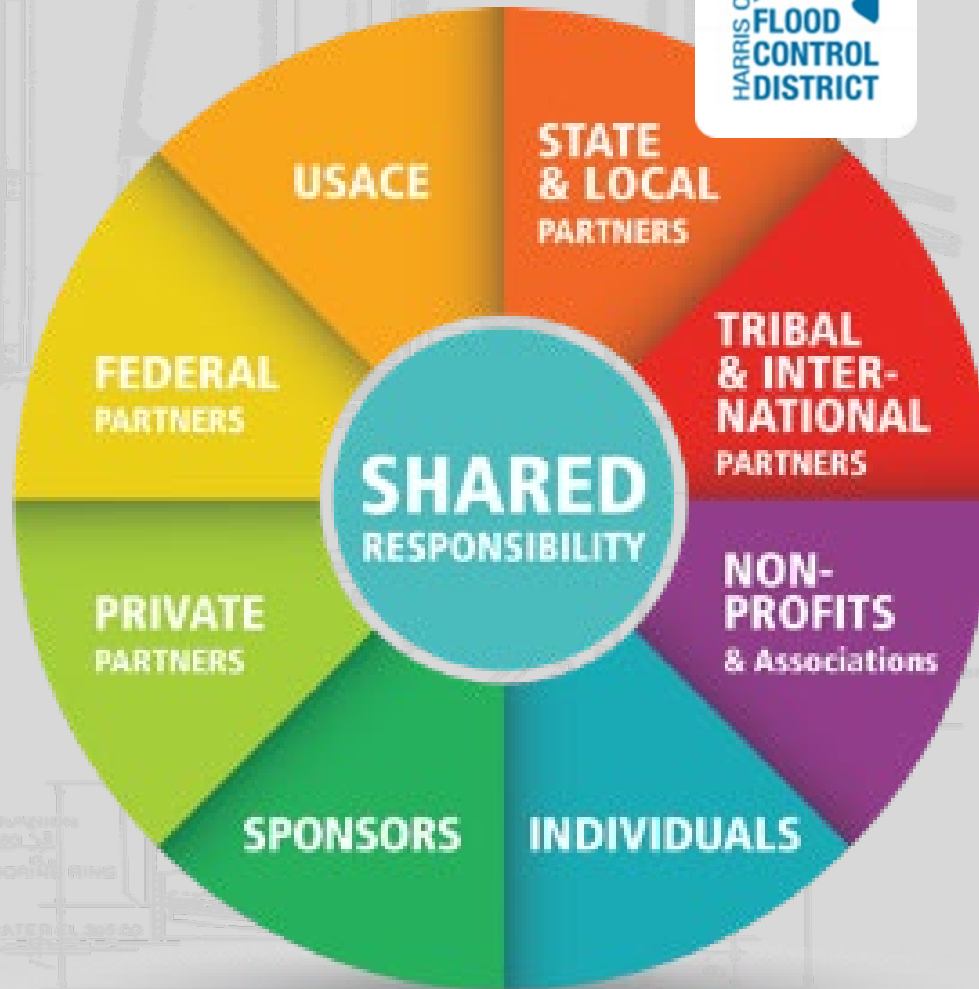 HARRIS
FLOOD
CONTROL
DISTRICT
USACE
STATE
& LOCAL
PARTNERS
TRIBAL
& INTER-
NATIONAL
PARTNERS
FEDERAL
PARTNERS
SHARED
RESPONSIBILITY
NON-
PROFITS
& Associations
PRIVATE
PARTNERS
SPONSORS
INDIVIDUALS